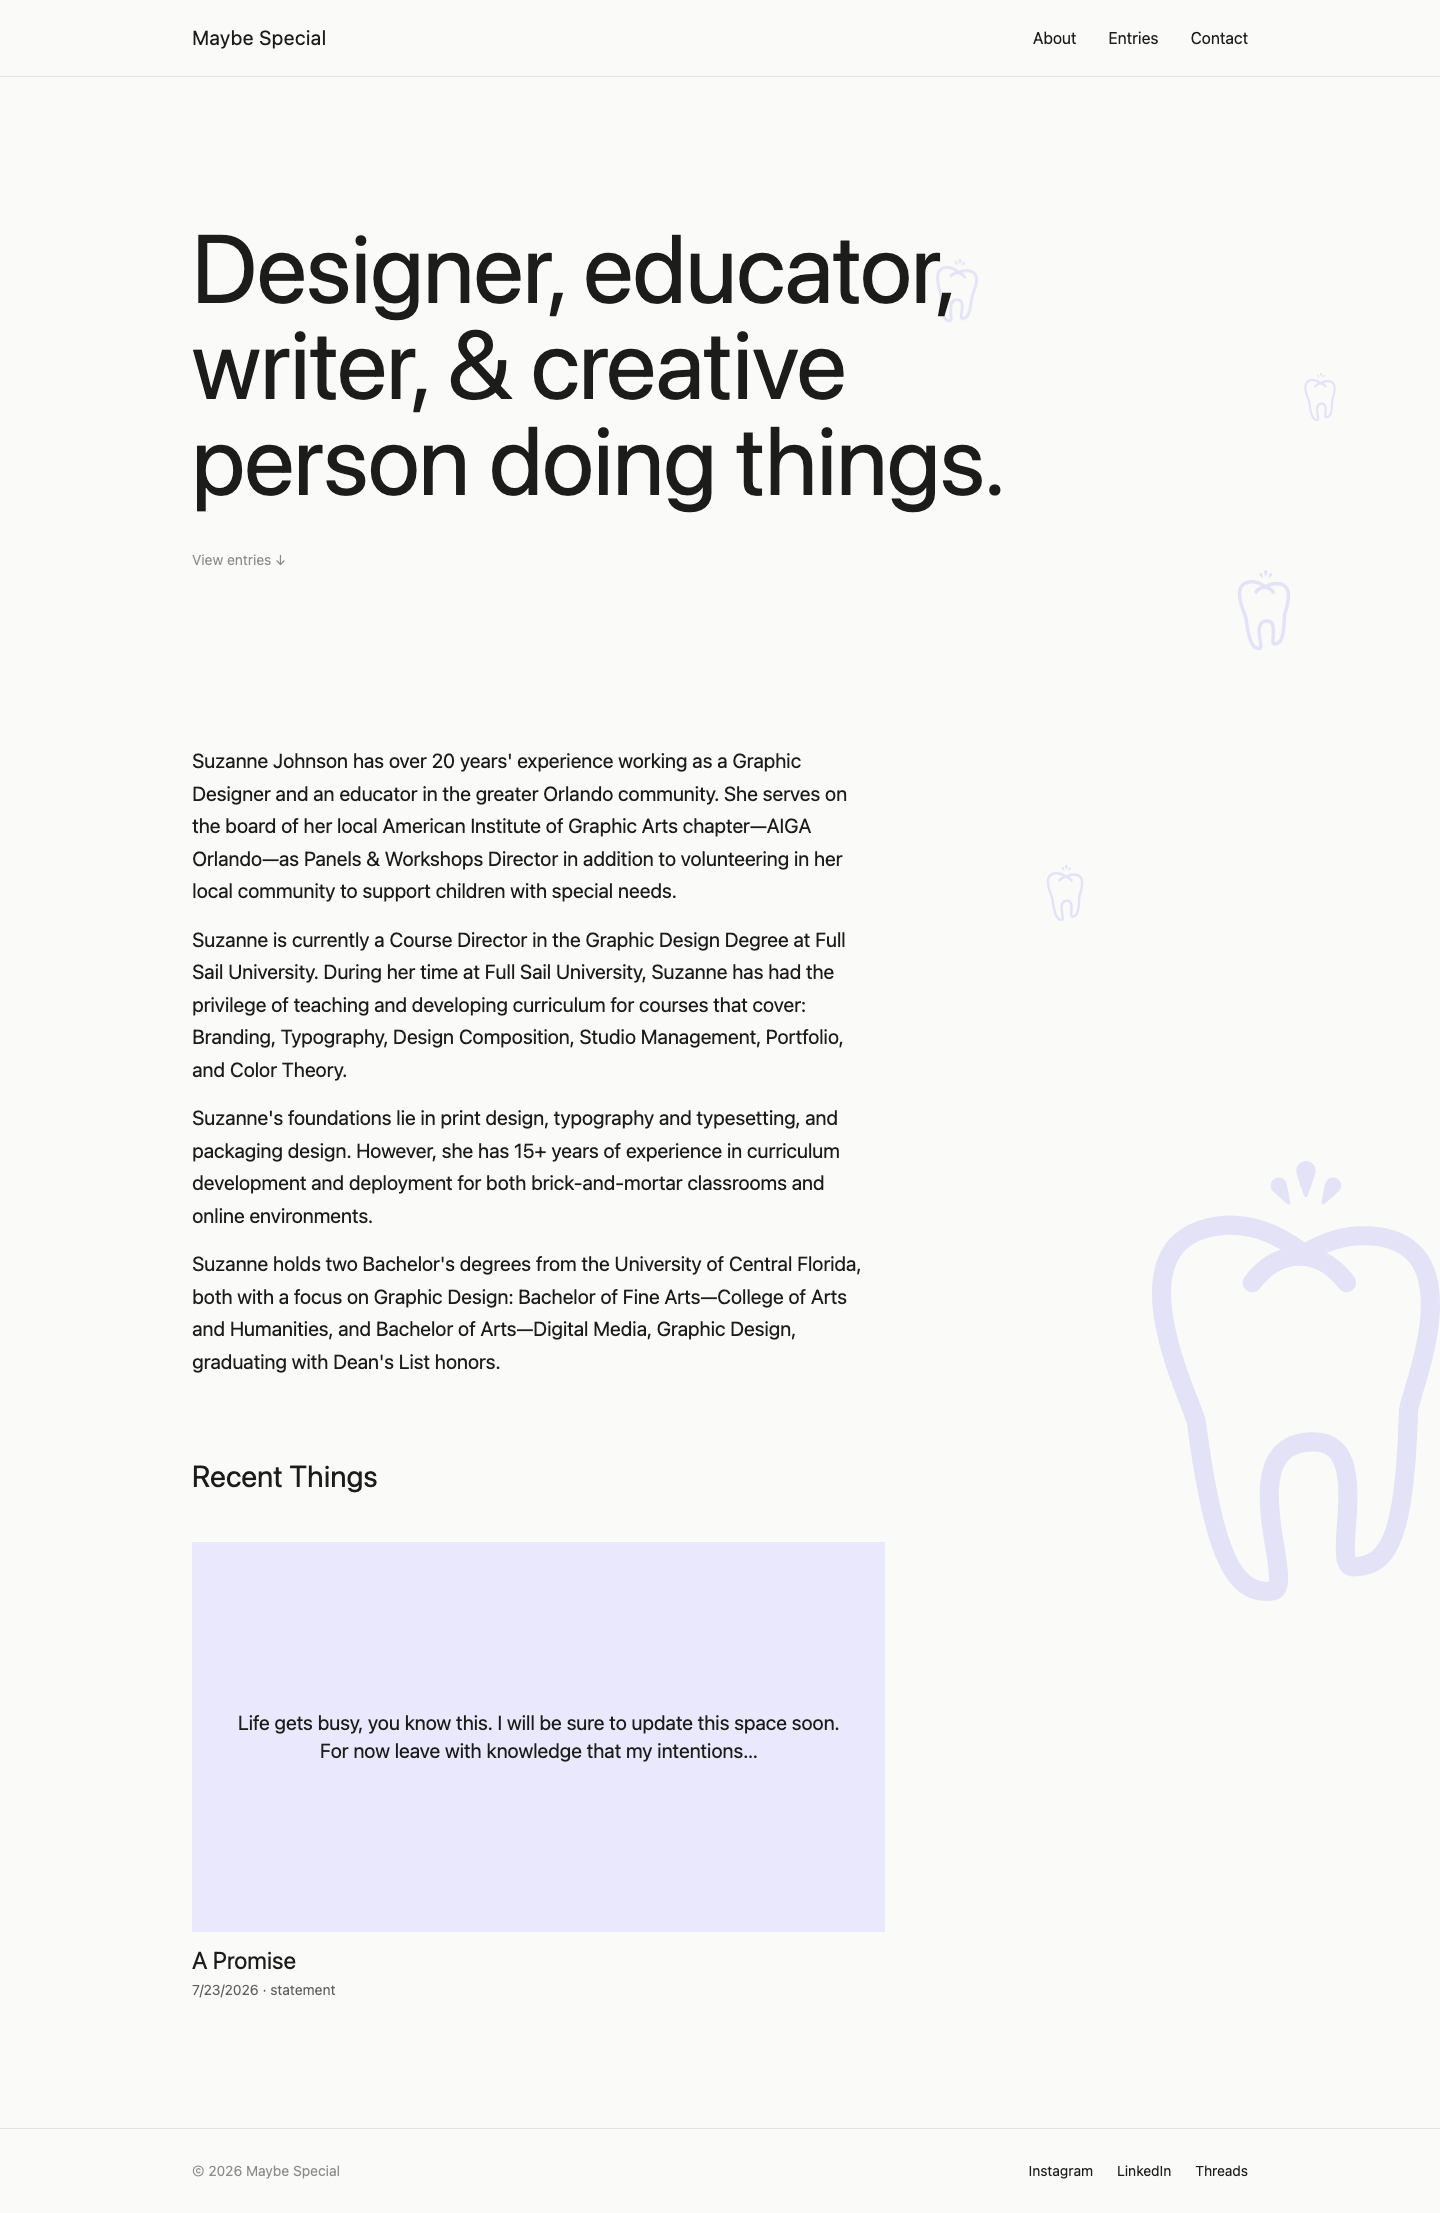 Maybe Special
About Entries Contact
Designer, educator,
writer, & creative
person doing things.
View entries ↓
Suzanne Johnson has over 20 years' experience working as a Graphic
Designer and an educator in the greater Orlando community. She serves on
the board of her local American Institute of Graphic Arts chapter—AIGA
Orlando—as Panels & Workshops Director in addition to volunteering in her
local community to support children with special needs.
Suzanne is currently a Course Director in the Graphic Design Degree at Full
Sail University. During her time at Full Sail University, Suzanne has had the
privilege of teaching and developing curriculum for courses that cover:
Branding, Typography, Design Composition, Studio Management, Portfolio,
and Color Theory.
Suzanne's foundations lie in print design, typography and typesetting, and
packaging design. However, she has 15+ years of experience in curriculum
development and deployment for both brick-and-mortar classrooms and
online environments.
Suzanne holds two Bachelor's degrees from the University of Central Florida,
both with a focus on Graphic Design: Bachelor of Fine Arts—College of Arts
and Humanities, and Bachelor of Arts—Digital Media, Graphic Design,
graduating with Dean's List honors.
Recent Things
Life gets busy, you know this. I will be sure to update this space soon.
For now leave with knowledge that my intentions...
A Promise
7/23/2026 · statement
© 2026 Maybe Special
Instagram LinkedIn Threads